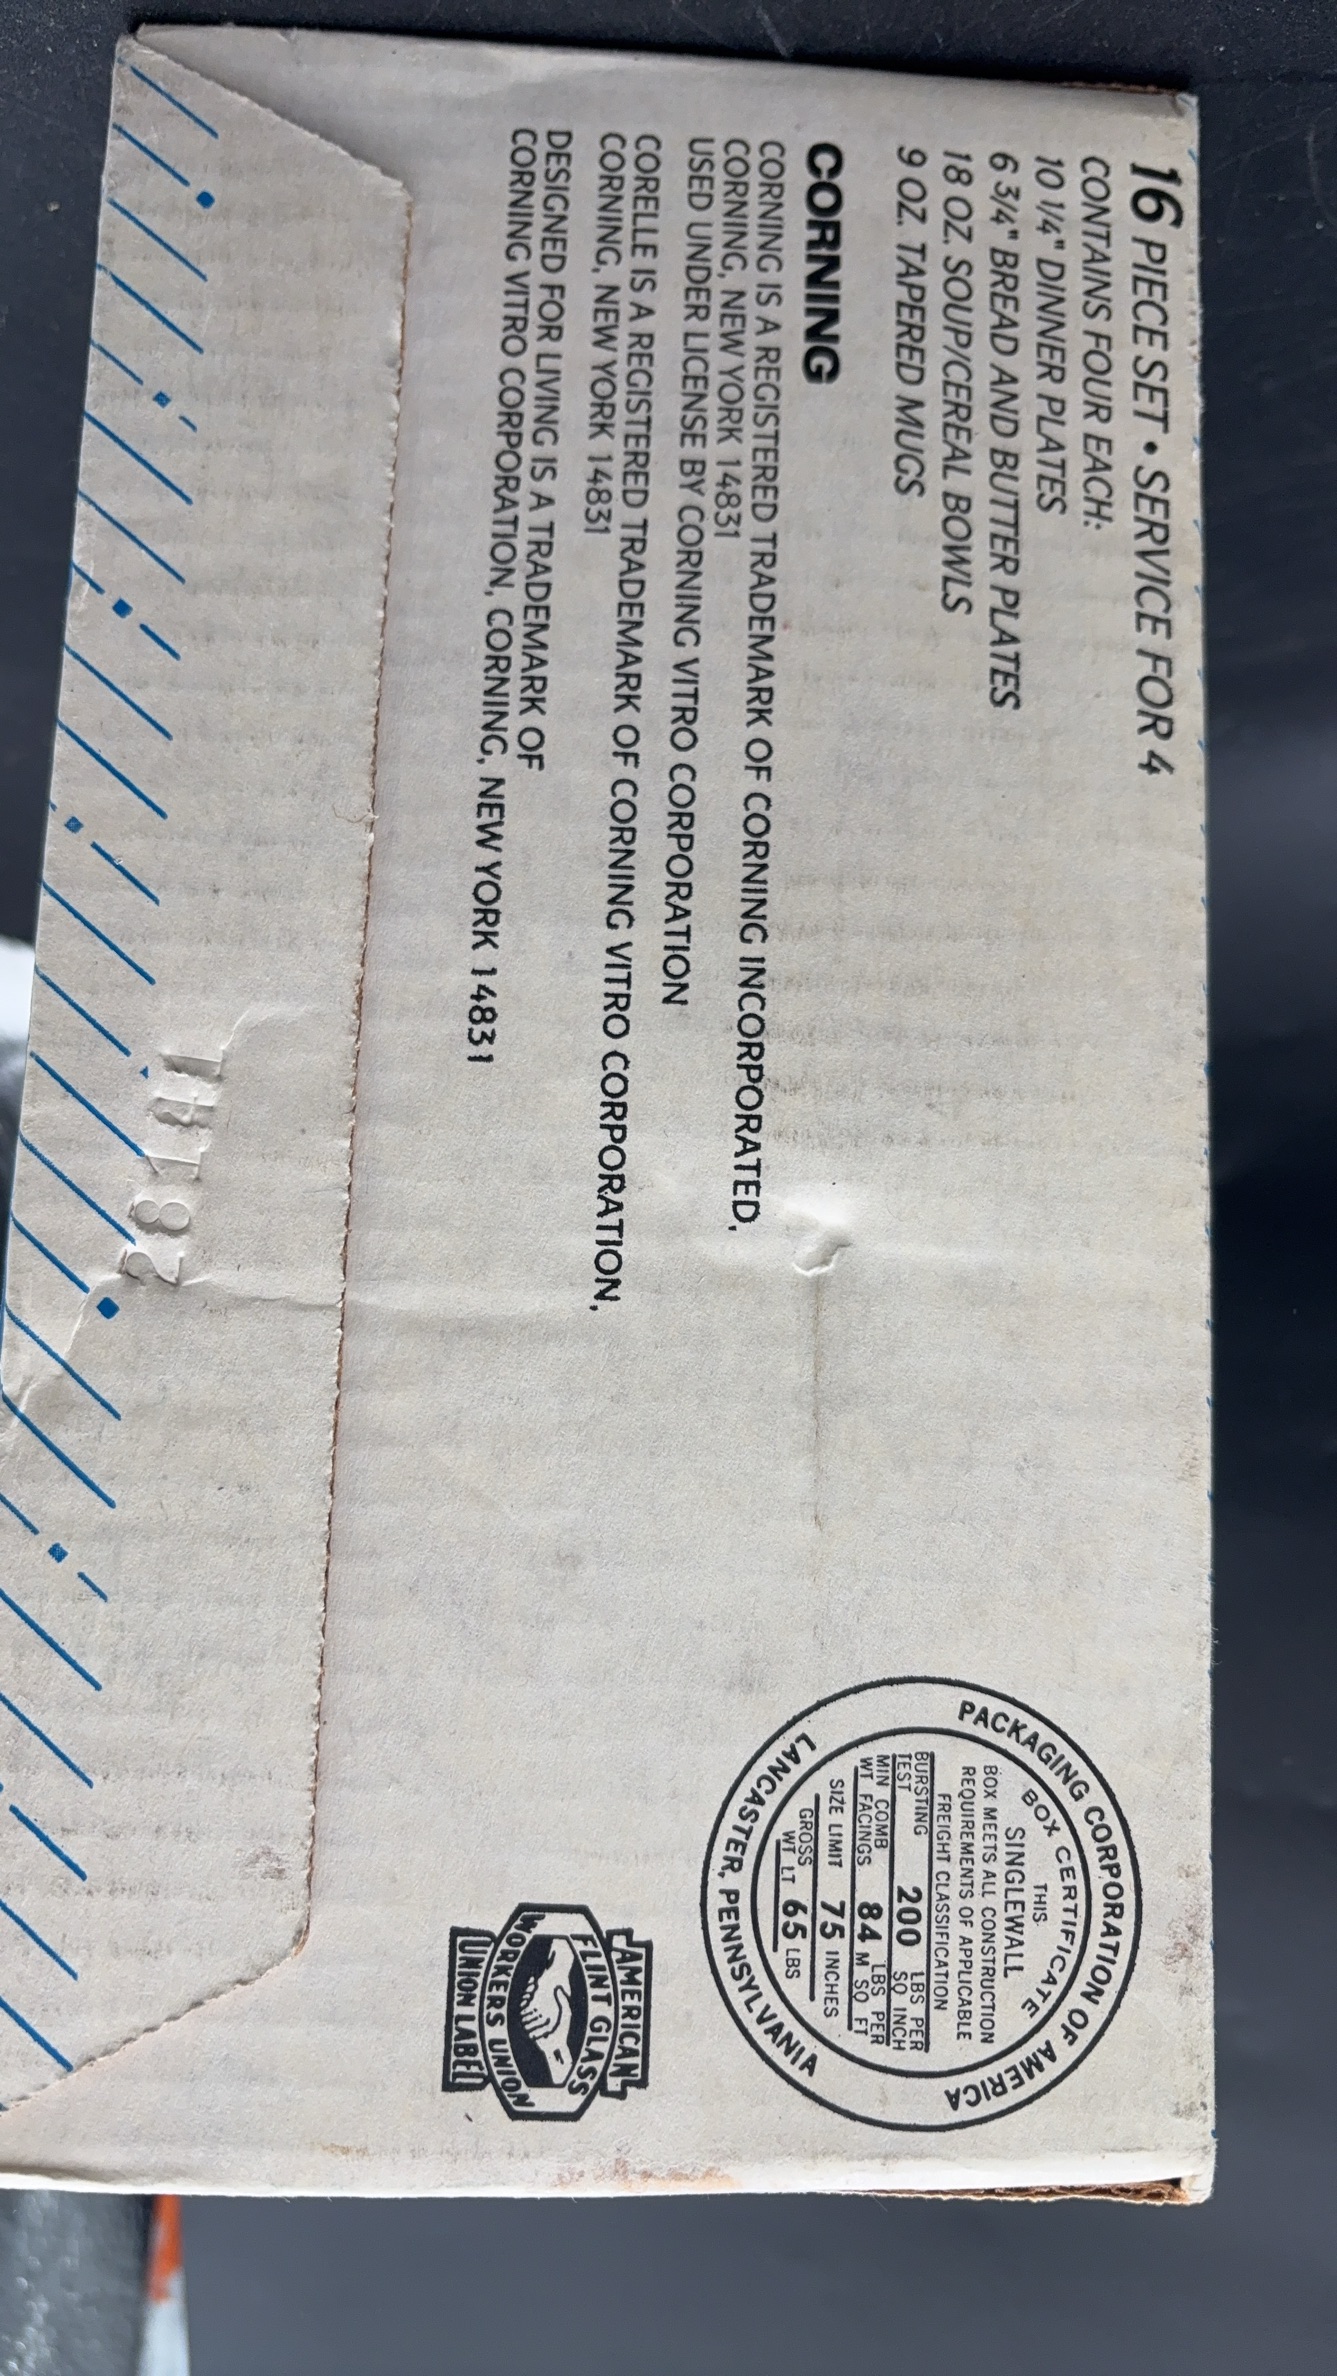 16 PIECE SET • SERVICE FOR 4
CONTAINS FOUR EACH:
10 1/4" DINNER PLATES
6 3/4" BREAD AND BUTTER PLATES
18 OZ. SOUP/CEREAL BOWLS
9 OZ. TAPERED MUGS
CORNING
CORNING IS A REGISTERED TRADEMARK OF CORNING INCORPORATED,
CORNING, NEW YORK 14831
USED UNDER LICENSE BY CORNING VITRO CORPORATION
CORELLE IS A REGISTERED TRADEMARK OF CORNING VITRO CORPORATION,
CORNING, NEW YORK 14831
DESIGNED FOR LIVING IS A TRADEMARK OF
CORNING VITRO CORPORATION, CORNING, NEW YORK 14831
PACKAGING CORPORATION OF AMERICA
BOX CERTIFICATE
THIS
SINGLEWALL
BOX MEETS ALL CONSTRUCTION
REQUIREMENTS OF APPLICABLE
FREIGHT CLASSIFICATION
BURSTING TEST 200 LBS PER SQ INCH
MIN COMB WT FACINGS 84 LBS PER M SQ FT
SIZE LIMIT 75 INCHES
GROSS WT LT 65 LBS
LANCASTER, PENNSYLVANIA
AMERICAN
FLINT GLASS
WORKERS UNION
UNION LABEL